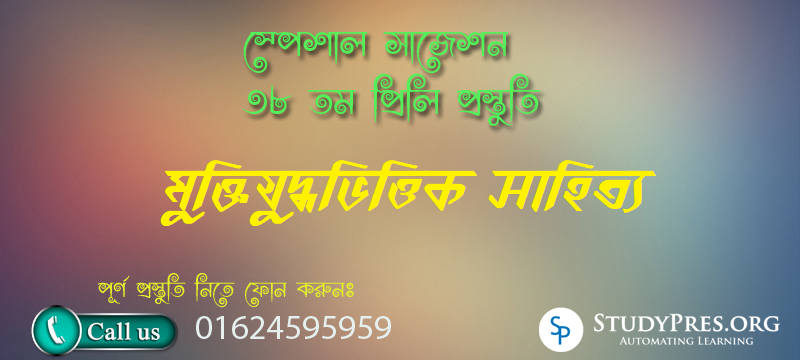 স্পেশাল সাজেশন
৩৮ তম প্রিলি প্রস্তুতি
মুক্তিযুদ্ধভিত্তিক সাহিত্য
পূর্ণ প্রস্তুতি নিতে ফোন করুনঃ
Call us 01624595959
SP StudyPres.org
Automating Learning